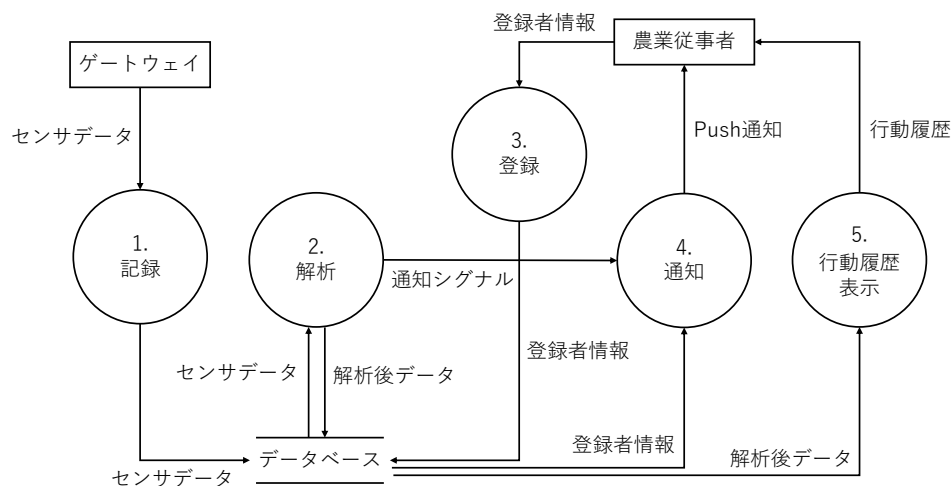 登録者情報
農業従事者
ゲートウェイ
センサデータ
3.
登録
Push通知
行動履歴
1.
記録
2.
解析
通知シグナル
4.
通知
5.
行動履歴
表示
登録者情報
センサデータ
解析後データ
センサデータ
データベース
登録者情報
解析後データ